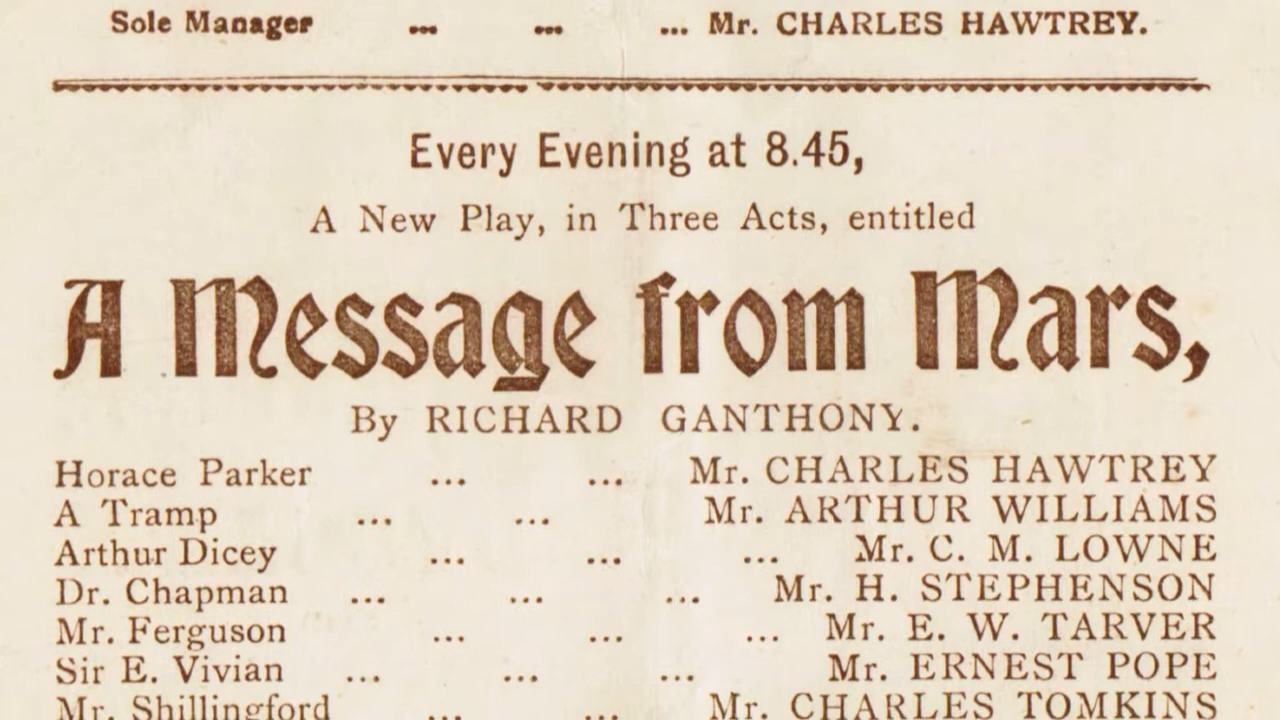 Sole Manager ... ... ... Mr. CHARLES HAWTREY.
Every Evening at 8.45,
A New Play, in Three Acts, entitled
A Message from Mars,
By RICHARD GANTHONY.
Horace Parker ... ... Mr. CHARLES HAWTREY
A Tramp ... ... Mr. ARTHUR WILLIAMS
Arthur Dicey ... ... ... Mr. C. M. LOWNE
Dr. Chapman ... ... ... Mr. H. STEPHENSON
Mr. Ferguson ... ... ... Mr. E. W. TARVER
Sir E. Vivian ... ... ... Mr. ERNEST POPE
Mr. Shillingford ... ... Mr. CHARLES TOMKINS